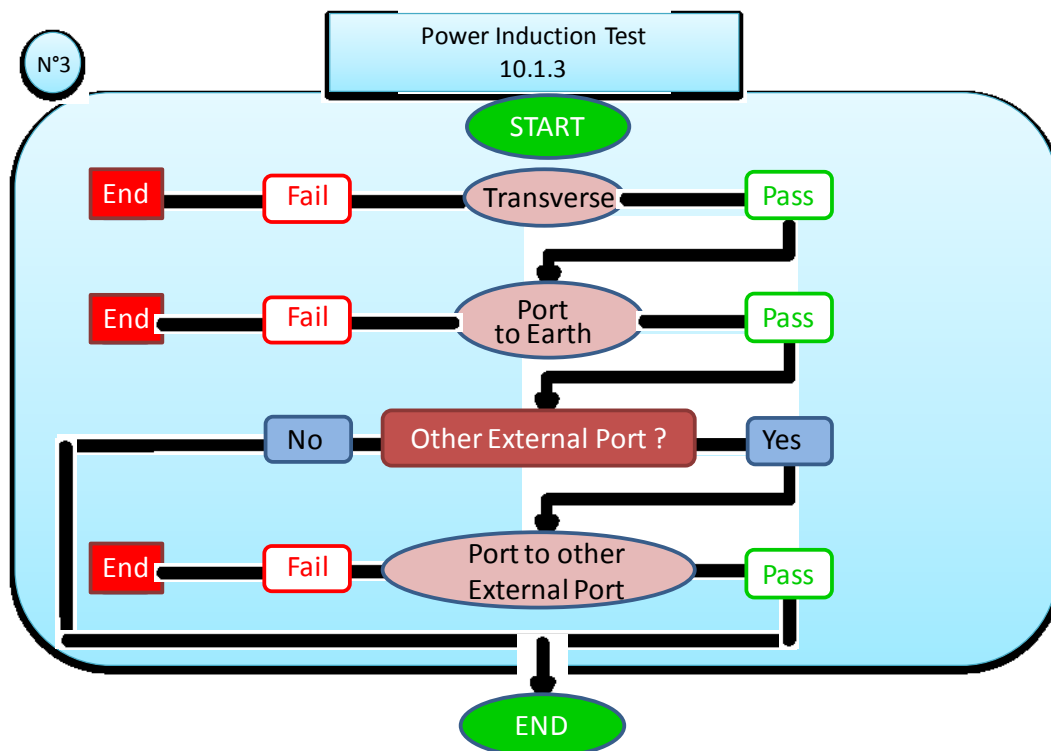 N°3
Power Induction Test
10.1.3
START
End
Fail
Transverse
Pass
End
Fail
Port
to Earth
Pass
No
Other External Port ?
Yes
End
Fail
Port to other
External Port
Pass
END